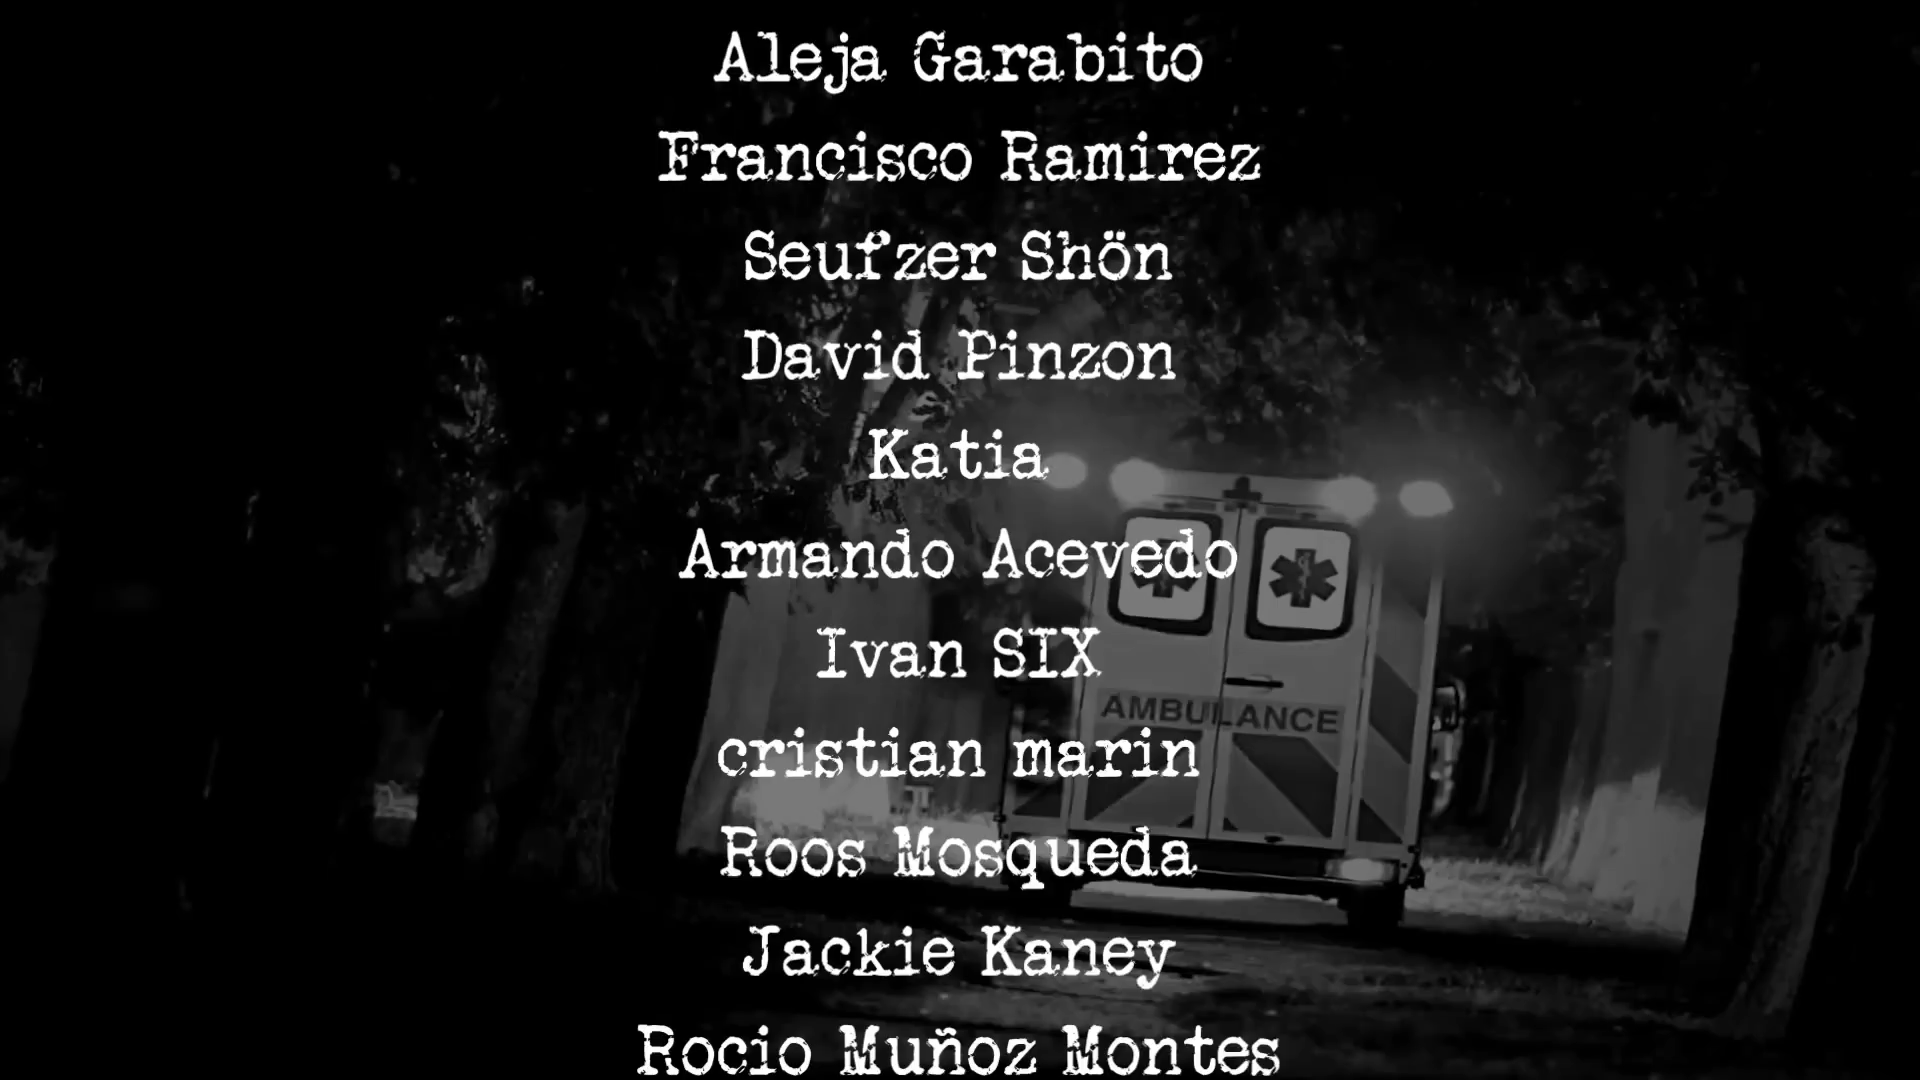 Aleja Garabito
Francisco Ramirez
Seufzer Shön
David Pinzon
Katia
Armando Acevedo
Ivan SIX
cristian marin
Roos Mosqueda
Jackie Kaney
Rocio Muñoz Montes
AMBULANCE